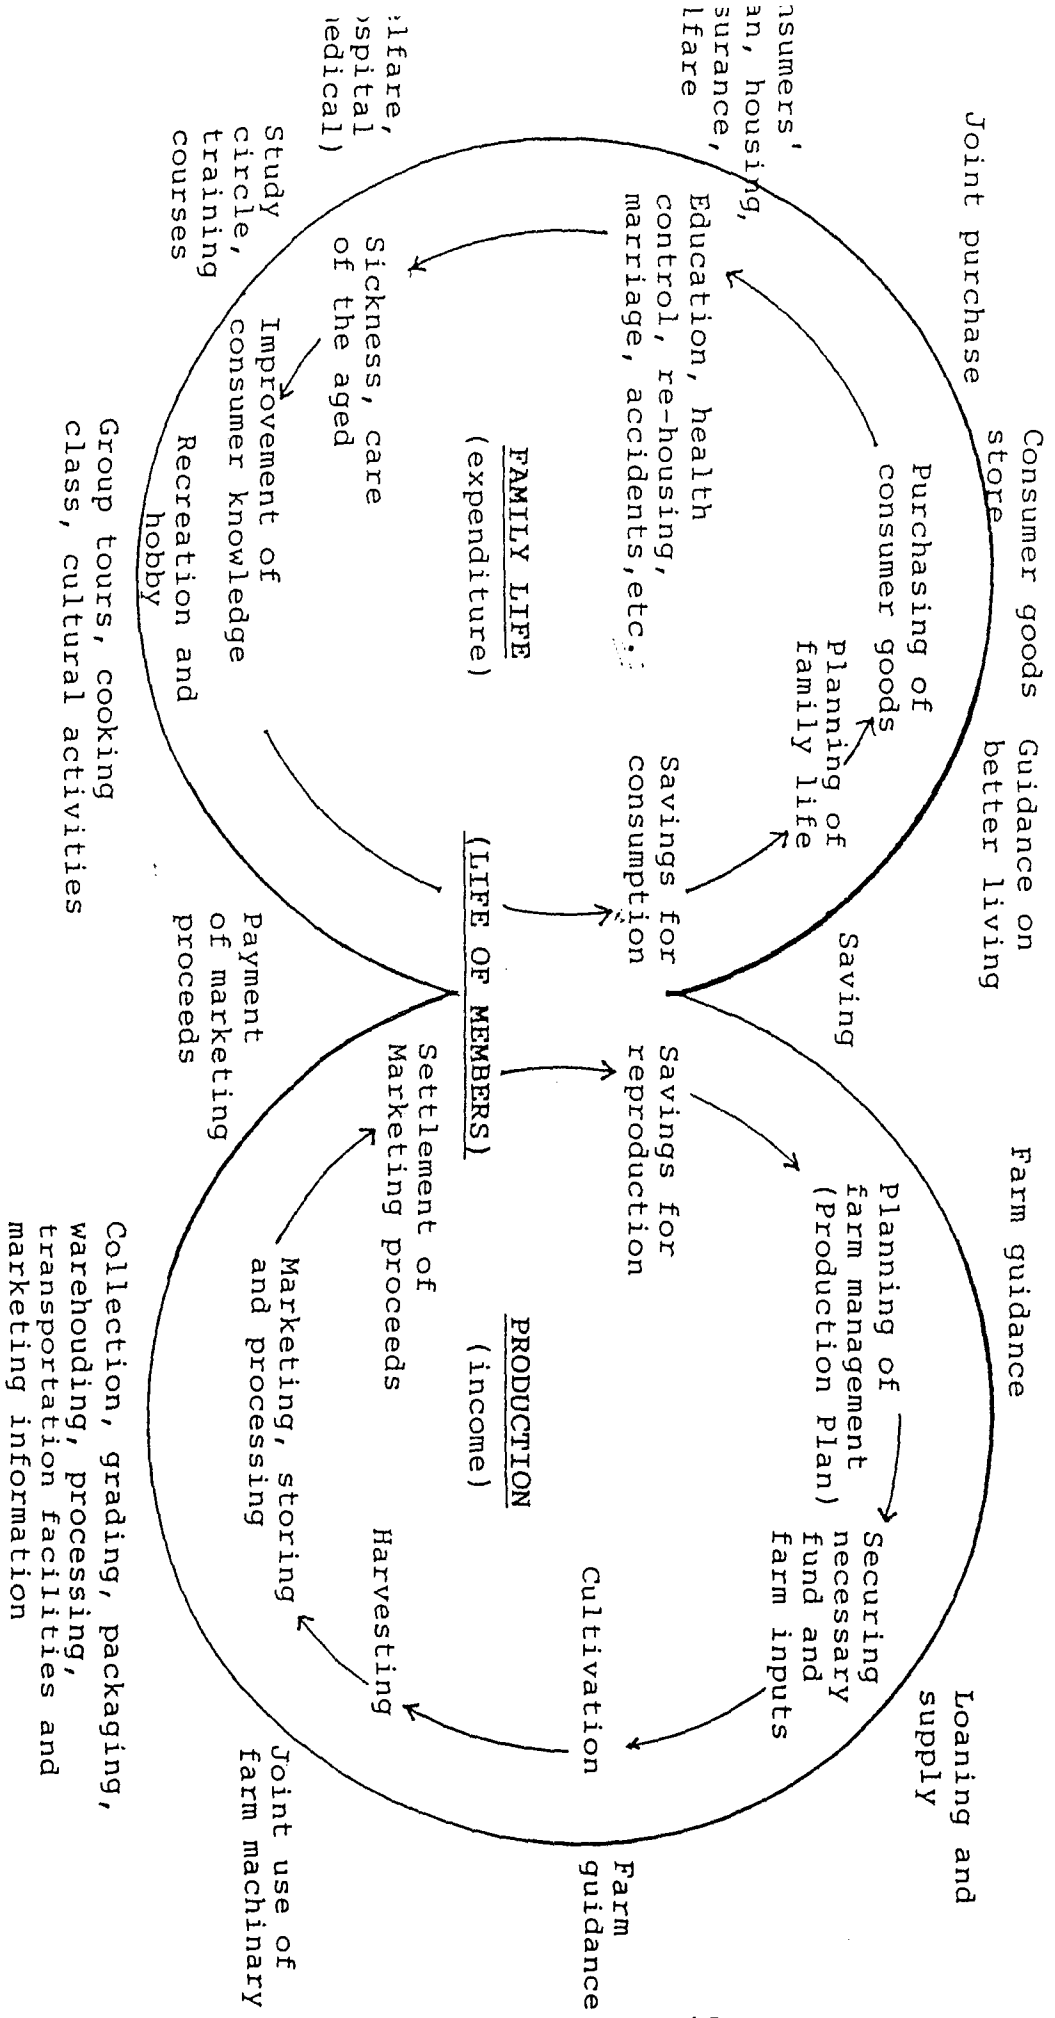 Consumer goods
store
Guidance on
better living
Farm guidance
Joint purchase
Saving
Loaning and
supply
Purchasing of
consumer goods
Planning of
family life
Planning of
farm management
(Production Plan)
Securing
necessary
fund and
farm inputs
housing,
Education, health
control, re-housing,
marriage, accidents,etc.
Savings for
consumption
Savings for
reproduction
Cultivation
Farm
guidance
FAMILY LIFE
(expenditure)
(LIFE OF MEMBERS)
PRODUCTION
(income)
Sickness, care
of the aged
Settlement of
Marketing proceeds
Harvesting
Study
circle,
training
courses
Improvement of
consumer knowledge
Marketing, storing
and processing
Recreation and
hobby
Payment
of marketing
proceeds
Joint use of
farm machinary
Group tours, cooking
class, cultural activities
Collection, grading, packaging,
warehouding, processing,
transportation facilities and
marketing information